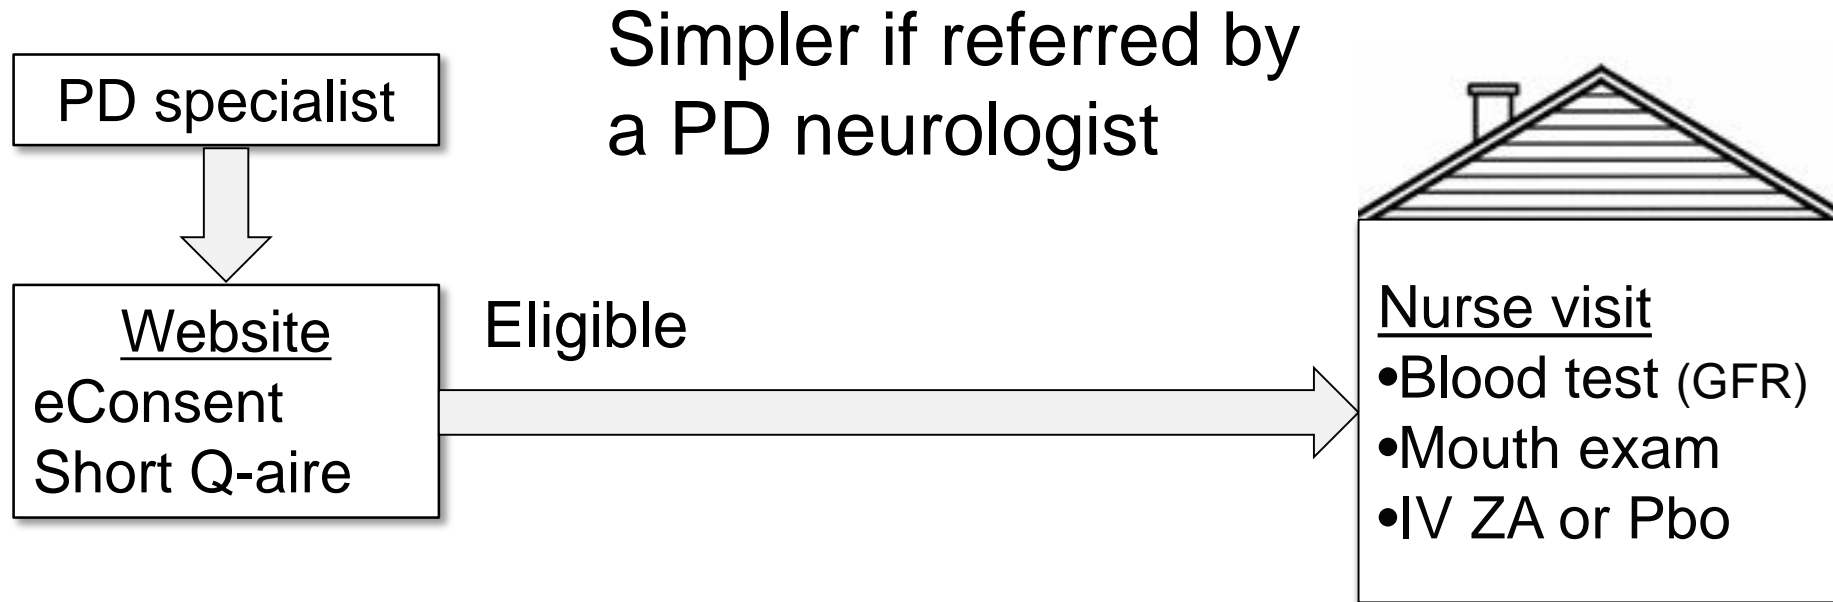 Simpler if referred by
a PD neurologist
PD specialist
Website
eConsent
Short Q-aire
Eligible
Nurse visit
•Blood test (GFR)
•Mouth exam
•IV ZA or Pbo